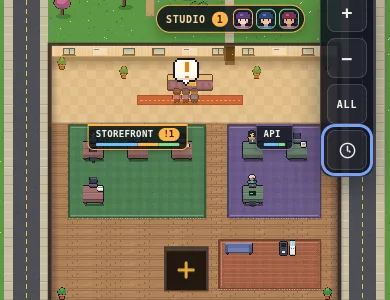 STUDIO 1
+
!
−
ALL
STOREFRONT !1
API
+